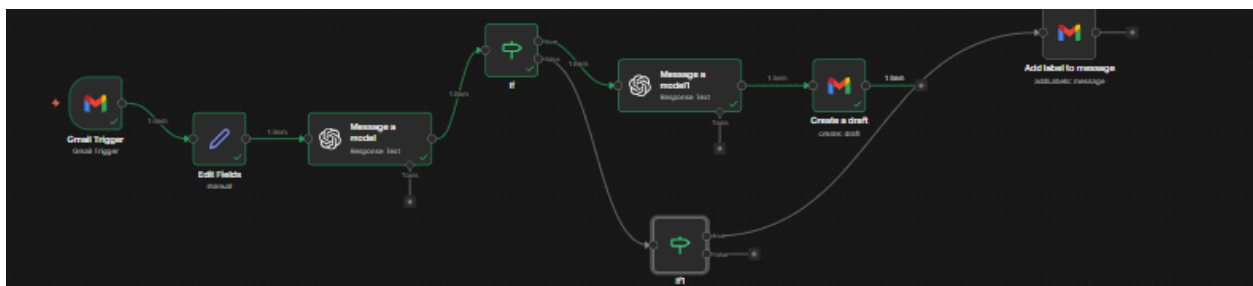 Gmail Trigger
Gmail Trigger
1 item
Edit Fields
manual
1 item
Message a
model
Response Text
Tools
1 item
If
true
false
1 item
Message a
model1
Response Text
Tools
1 item
Create a draft
create: draft
1 item
Add label to message
addLabels: message
If1
true
false